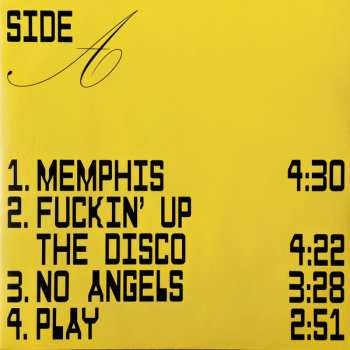 SIDE A
1. MEMPHIS 4:30
2. FUCKIN' UP
THE DISCO 4:22
3. NO ANGELS 3:28
4. PLAY 2:51